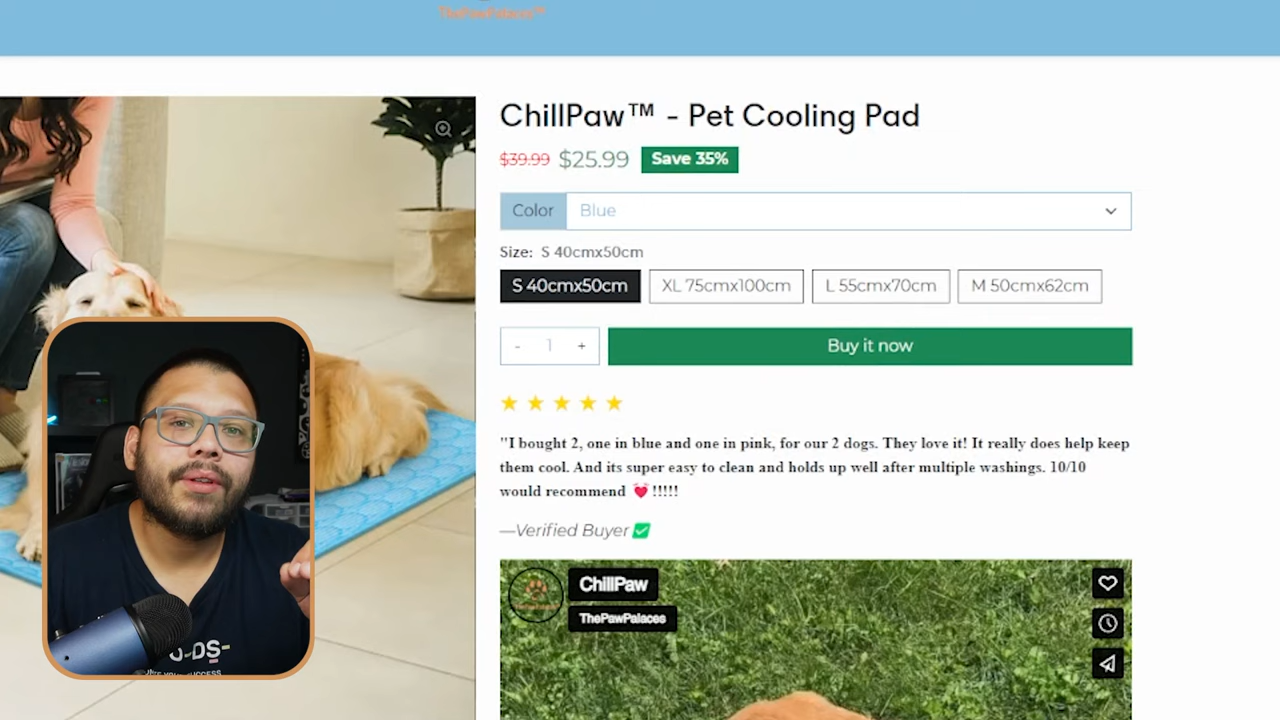 ThePawPalaces™
ChillPaw™ - Pet Cooling Pad
$39.99 $25.99 Save 35%
Color Blue
Size: S 40cmx50cm
S 40cmx50cm XL 75cmx100cm L 55cmx70cm M 50cmx62cm
- 1 + Buy it now
"I bought 2, one in blue and one in pink, for our 2 dogs. They love it! It really does help keep
them cool. And its super easy to clean and holds up well after multiple washings. 10/10
would recommend 💓!!!!!
—Verified Buyer✅
ChillPaw
ThePawPalaces